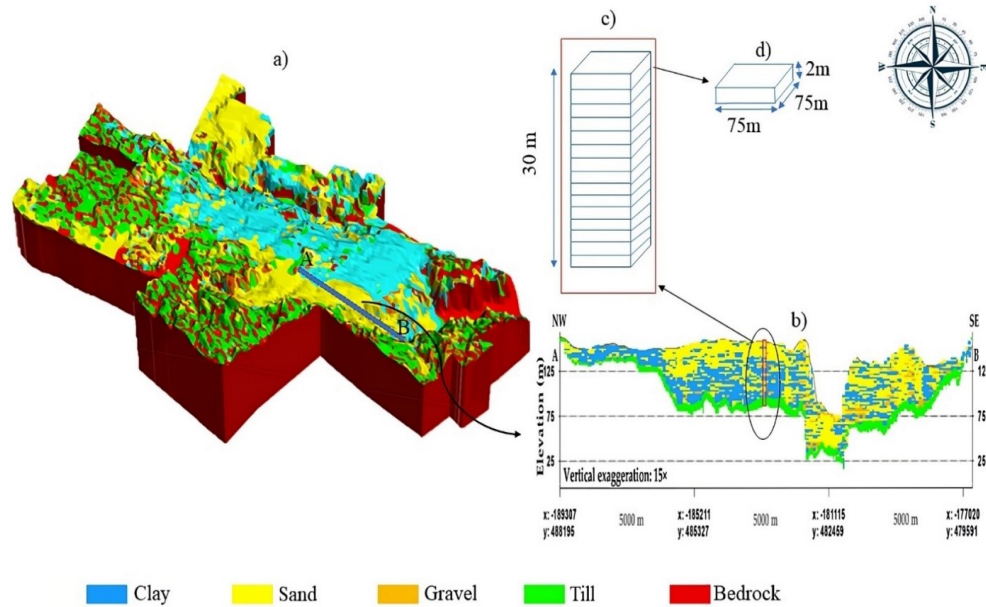 a)
A
B
c)
30 m
d)
2m
75m
75m
N
E
S
W
b)
NW
SE
A
B
Elevation (m)
125
75
25
12
75
25
Vertical exaggeration: 15×
x: -189307
y: 488195
5000 m
x: -185211
y: 485327
5000 m
x: -181115
y: 482459
5000 m
x: -177020
y: 479591
Clay
Sand
Gravel
Till
Bedrock